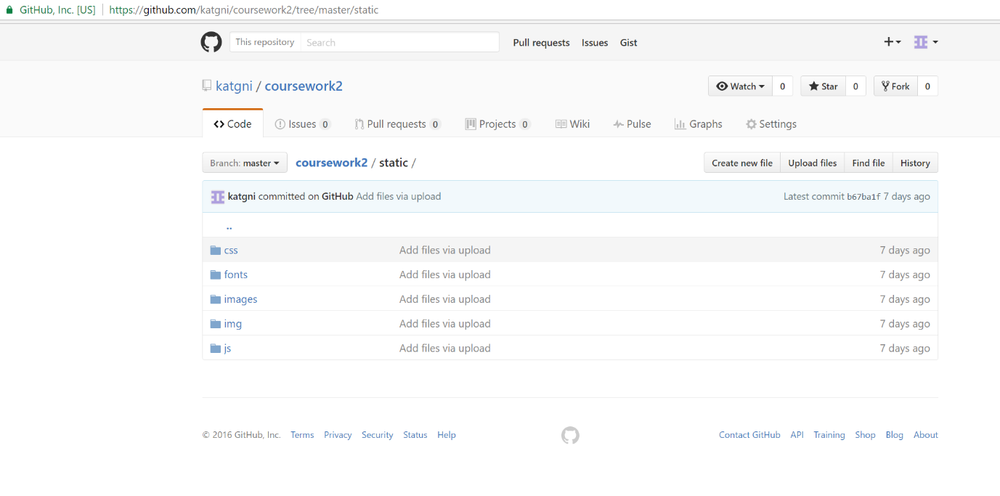 GitHub, Inc. [US] https://github.com/katgni/coursework2/tree/master/static
This repository Search Pull requests Issues Gist
katgni / coursework2 Watch 0 Star 0 Fork 0
Code Issues 0 Pull requests 0 Projects 0 Wiki Pulse Graphs Settings
Branch: master coursework2 / static / Create new file Upload files Find file History
katgni committed on GitHub Add files via upload Latest commit b67ba1f 7 days ago
..
css Add files via upload 7 days ago
fonts Add files via upload 7 days ago
images Add files via upload 7 days ago
img Add files via upload 7 days ago
js Add files via upload 7 days ago
© 2016 GitHub, Inc. Terms Privacy Security Status Help Contact GitHub API Training Shop Blog About